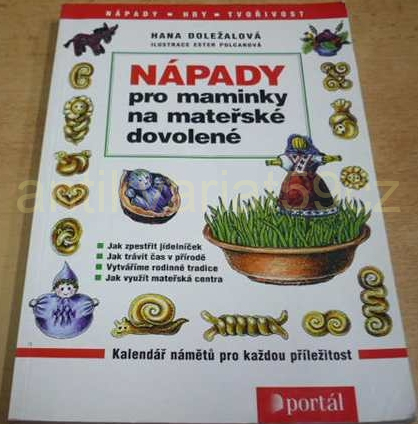 NÁPADY • HRY • TVOŘIVOST
HANA DOLEŽALOVÁ
ILUSTRACE ESTER POLCAROVÁ
NÁPADY
pro maminky
na mateřské
dovolené
Jak zpestřit jídelníček
Jak trávit čas v přírodě
Vytváříme rodinné tradice
Jak využít mateřská centra
Kalendář námětů pro každou příležitost
portál